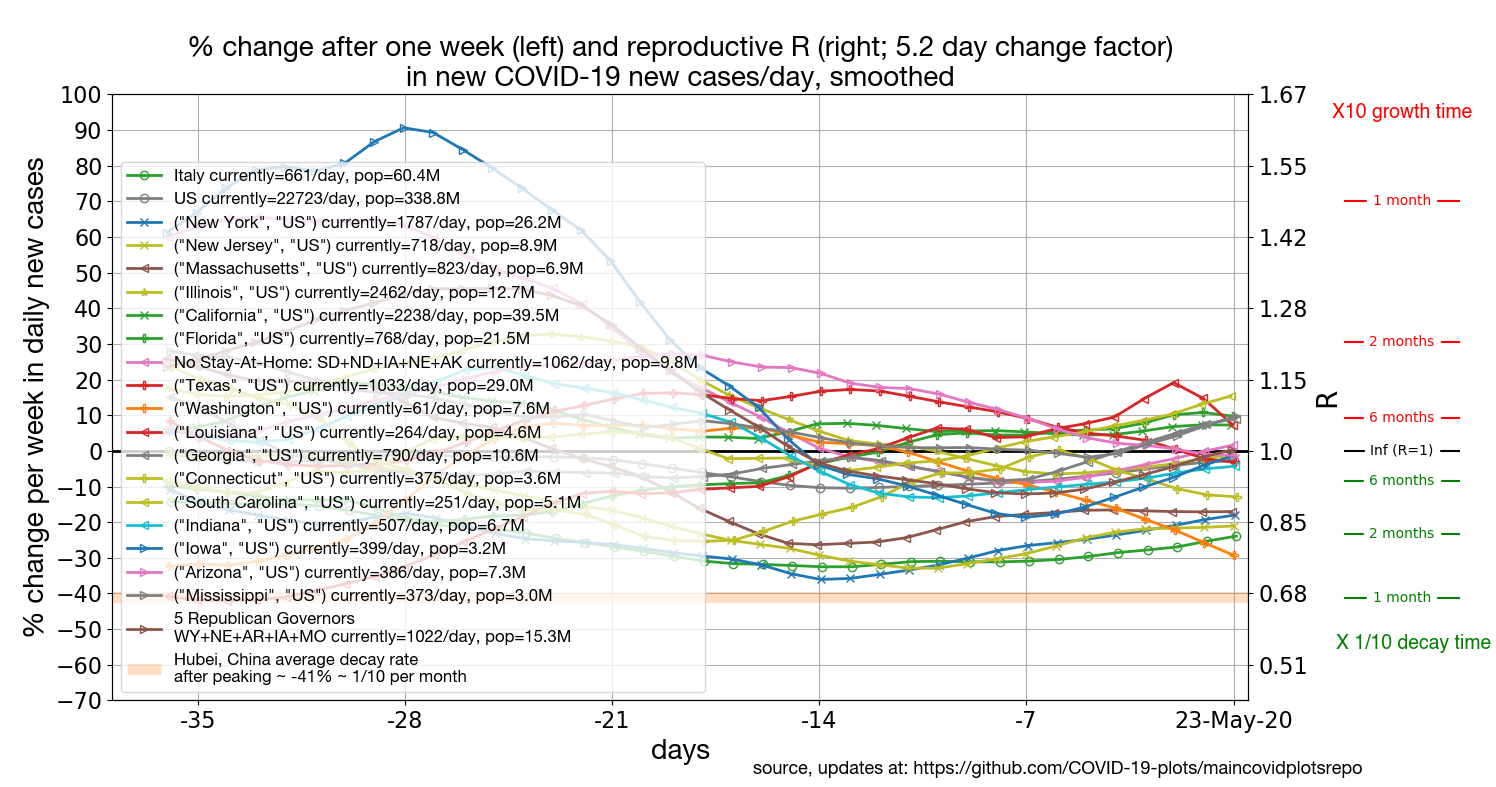 % change after one week (left) and reproductive R (right; 5.2 day change factor)
in new COVID-19 new cases/day, smoothed
% change per week in daily new cases
100
90
80
70
60
50
40
30
20
10
0
−10
−20
−30
−40
−50
−60
−70
Italy currently=661/day, pop=60.4M
US currently=22723/day, pop=338.8M
("New York", "US") currently=1787/day, pop=26.2M
("New Jersey", "US") currently=718/day, pop=8.9M
("Massachusetts", "US") currently=823/day, pop=6.9M
("Illinois", "US") currently=2462/day, pop=12.7M
("California", "US") currently=2238/day, pop=39.5M
("Florida", "US") currently=768/day, pop=21.5M
No Stay-At-Home: SD+ND+IA+NE+AK currently=1062/day, pop=9.8M
("Texas", "US") currently=1033/day, pop=29.0M
("Washington", "US") currently=61/day, pop=7.6M
("Louisiana", "US") currently=264/day, pop=4.6M
("Georgia", "US") currently=790/day, pop=10.6M
("Connecticut", "US") currently=375/day, pop=3.6M
("South Carolina", "US") currently=251/day, pop=5.1M
("Indiana", "US") currently=507/day, pop=6.7M
("Iowa", "US") currently=399/day, pop=3.2M
("Arizona", "US") currently=386/day, pop=7.3M
("Mississippi", "US") currently=373/day, pop=3.0M
5 Republican Governors
WY+NE+AR+IA+MO currently=1022/day, pop=15.3M
Hubei, China average decay rate
after peaking ~ -41% ~ 1/10 per month
-35
-28
-21
-14
-7
23-May-20
days
1.67
1.55
1.42
1.28
1.15
1.0
0.85
0.68
0.51
R
X10 growth time
1 month
2 months
6 months
Inf (R=1)
6 months
2 months
1 month
X 1/10 decay time
source, updates at: https://github.com/COVID-19-plots/maincovidplotsrepo